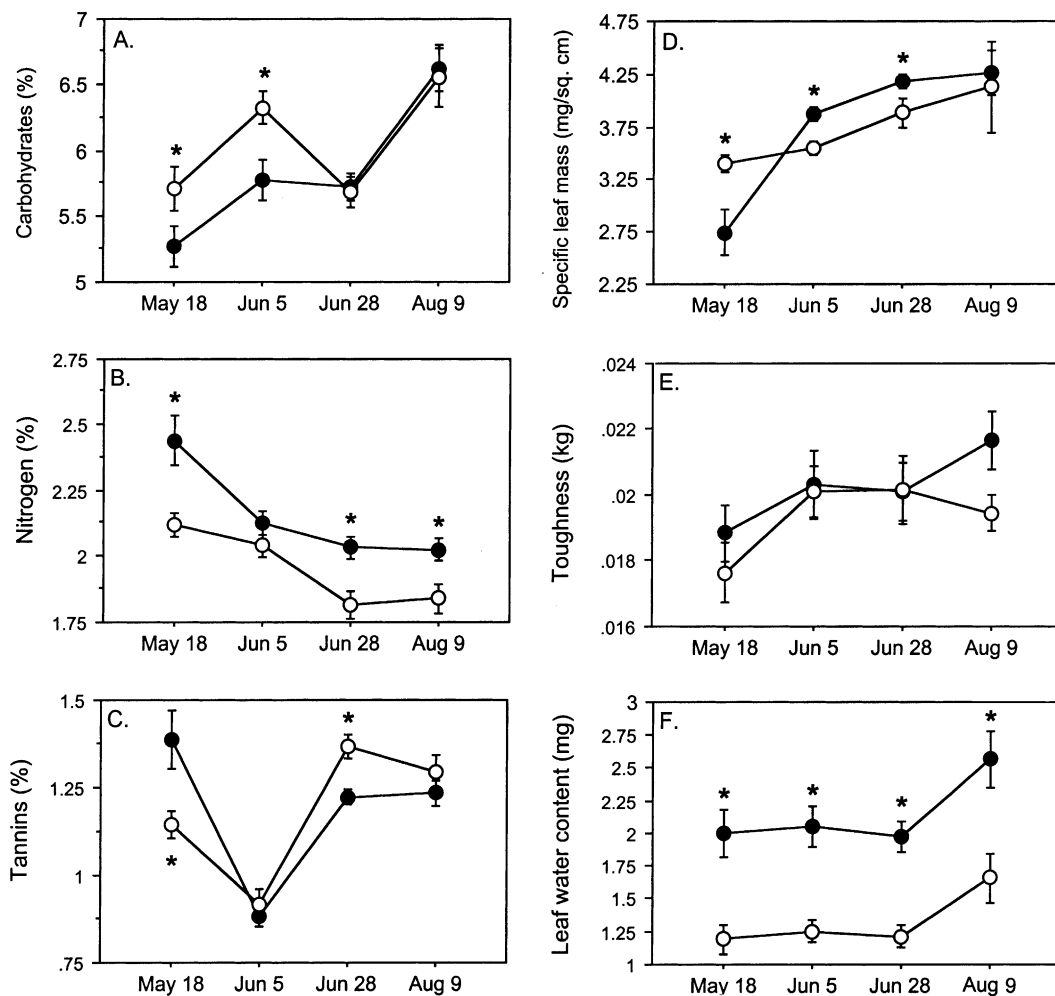 A.
Carbohydrates (%)
7
6.5
6
5.5
5
*
*
May 18 Jun 5 Jun 28 Aug 9
B.
Nitrogen (%)
2.75
2.5
2.25
2
1.75
*
*
*
May 18 Jun 5 Jun 28 Aug 9
C.
Tannins (%)
1.5
1.25
1
.75
*
*
May 18 Jun 5 Jun 28 Aug 9
D.
Specific leaf mass (mg/sq. cm)
4.75
4.25
3.75
3.25
2.75
2.25
*
*
*
May 18 Jun 5 Jun 28 Aug 9
E.
Toughness (kg)
.024
.022
.02
.018
.016
May 18 Jun 5 Jun 28 Aug 9
F.
Leaf water content (mg)
3
2.75
2.5
2.25
2
1.75
1.5
1.25
1
*
*
*
*
May 18 Jun 5 Jun 28 Aug 9